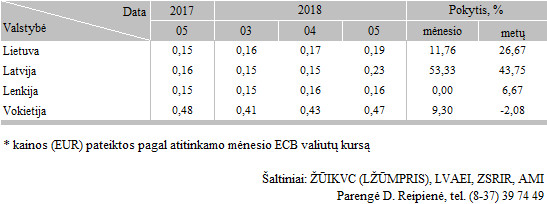 Data 2017 2018 Pokytis, %
Valstybė 05 03 04 05 mėnesio metų
Lietuva 0,15 0,16 0,17 0,19 11,76 26,67
Latvija 0,16 0,15 0,15 0,23 53,33 43,75
Lenkija 0,15 0,15 0,16 0,16 0,00 6,67
Vokietija 0,48 0,41 0,43 0,47 9,30 -2,08
* kainos (EUR) pateiktos pagal atitinkamo mėnesio ECB valiutų kursą
Šaltiniai: ŽŪIKVC (LŽŪMPRIS), LVAEI, ZSRIR, AMI
Parengė D. Reipienė, tel. (8-37) 39 74 49